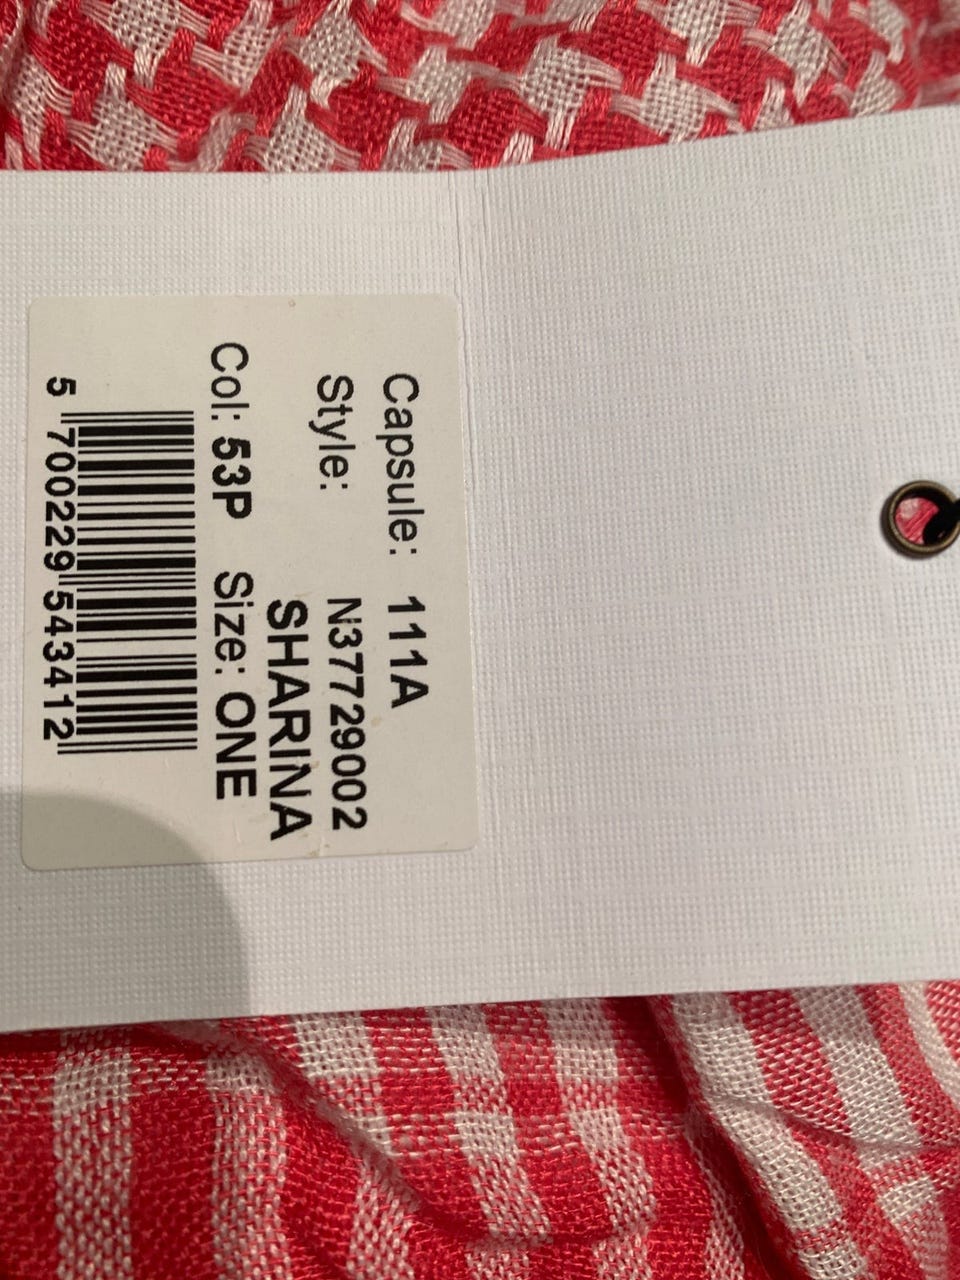 Capsule: 111A
Style: N37729002
SHARINA
Col: 53P Size: ONE
5 700229 543412